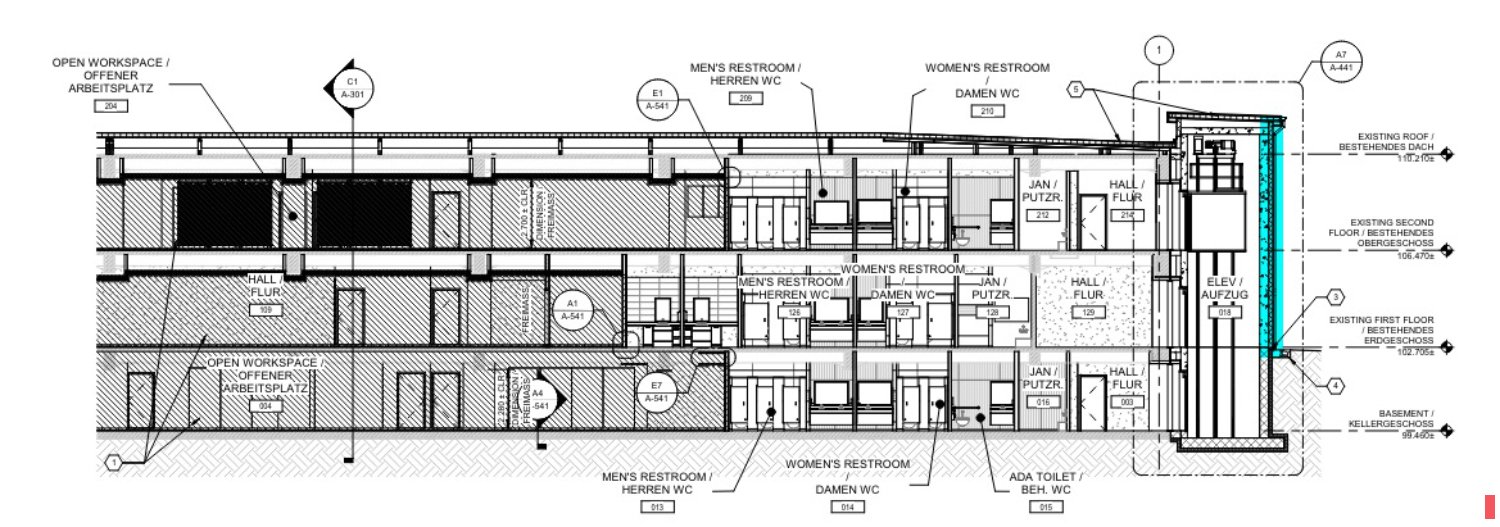 OPEN WORKSPACE /
OFFENER
ARBEITSPLATZ
204
C1
A-301
E1
A-541
MEN'S RESTROOM /
HERREN WC
209
WOMEN'S RESTROOM
/
DAMEN WC
210
5
1
A7
A-441
EXISTING ROOF /
BESTEHENDES DACH
110.210±
2.700 ± CLR
DIMENSION
FREIMASS
JAN /
PUTZR.
212
HALL /
FLUR
214
EXISTING SECOND
FLOOR / BESTEHENDES
OBERGESCHOSS
106.470±
HALL /
FLUR
109
FREIMASS
A1
A-541
MEN'S RESTROOM /
HERREN WC
126
WOMEN'S RESTROOM
/
DAMEN WC
127
JAN /
PUTZR.
128
HALL /
FLUR
129
ELEV /
AUFZUG
018
3
EXISTING FIRST FLOOR
/ BESTEHENDES
ERDGESCHOSS
102.705±
OPEN WORKSPACE /
OFFENER
ARBEITSPLATZ
004
2.280 ± CLR
DIMENSION
FREIMASS
A4
-541
E7
A-541
JAN /
PUTZR.
016
HALL /
FLUR
003
4
BASEMENT /
KELLERGESCHOSS
99.460±
1
MEN'S RESTROOM /
HERREN WC
013
WOMEN'S RESTROOM
/
DAMEN WC
014
ADA TOILET /
BEH. WC
015